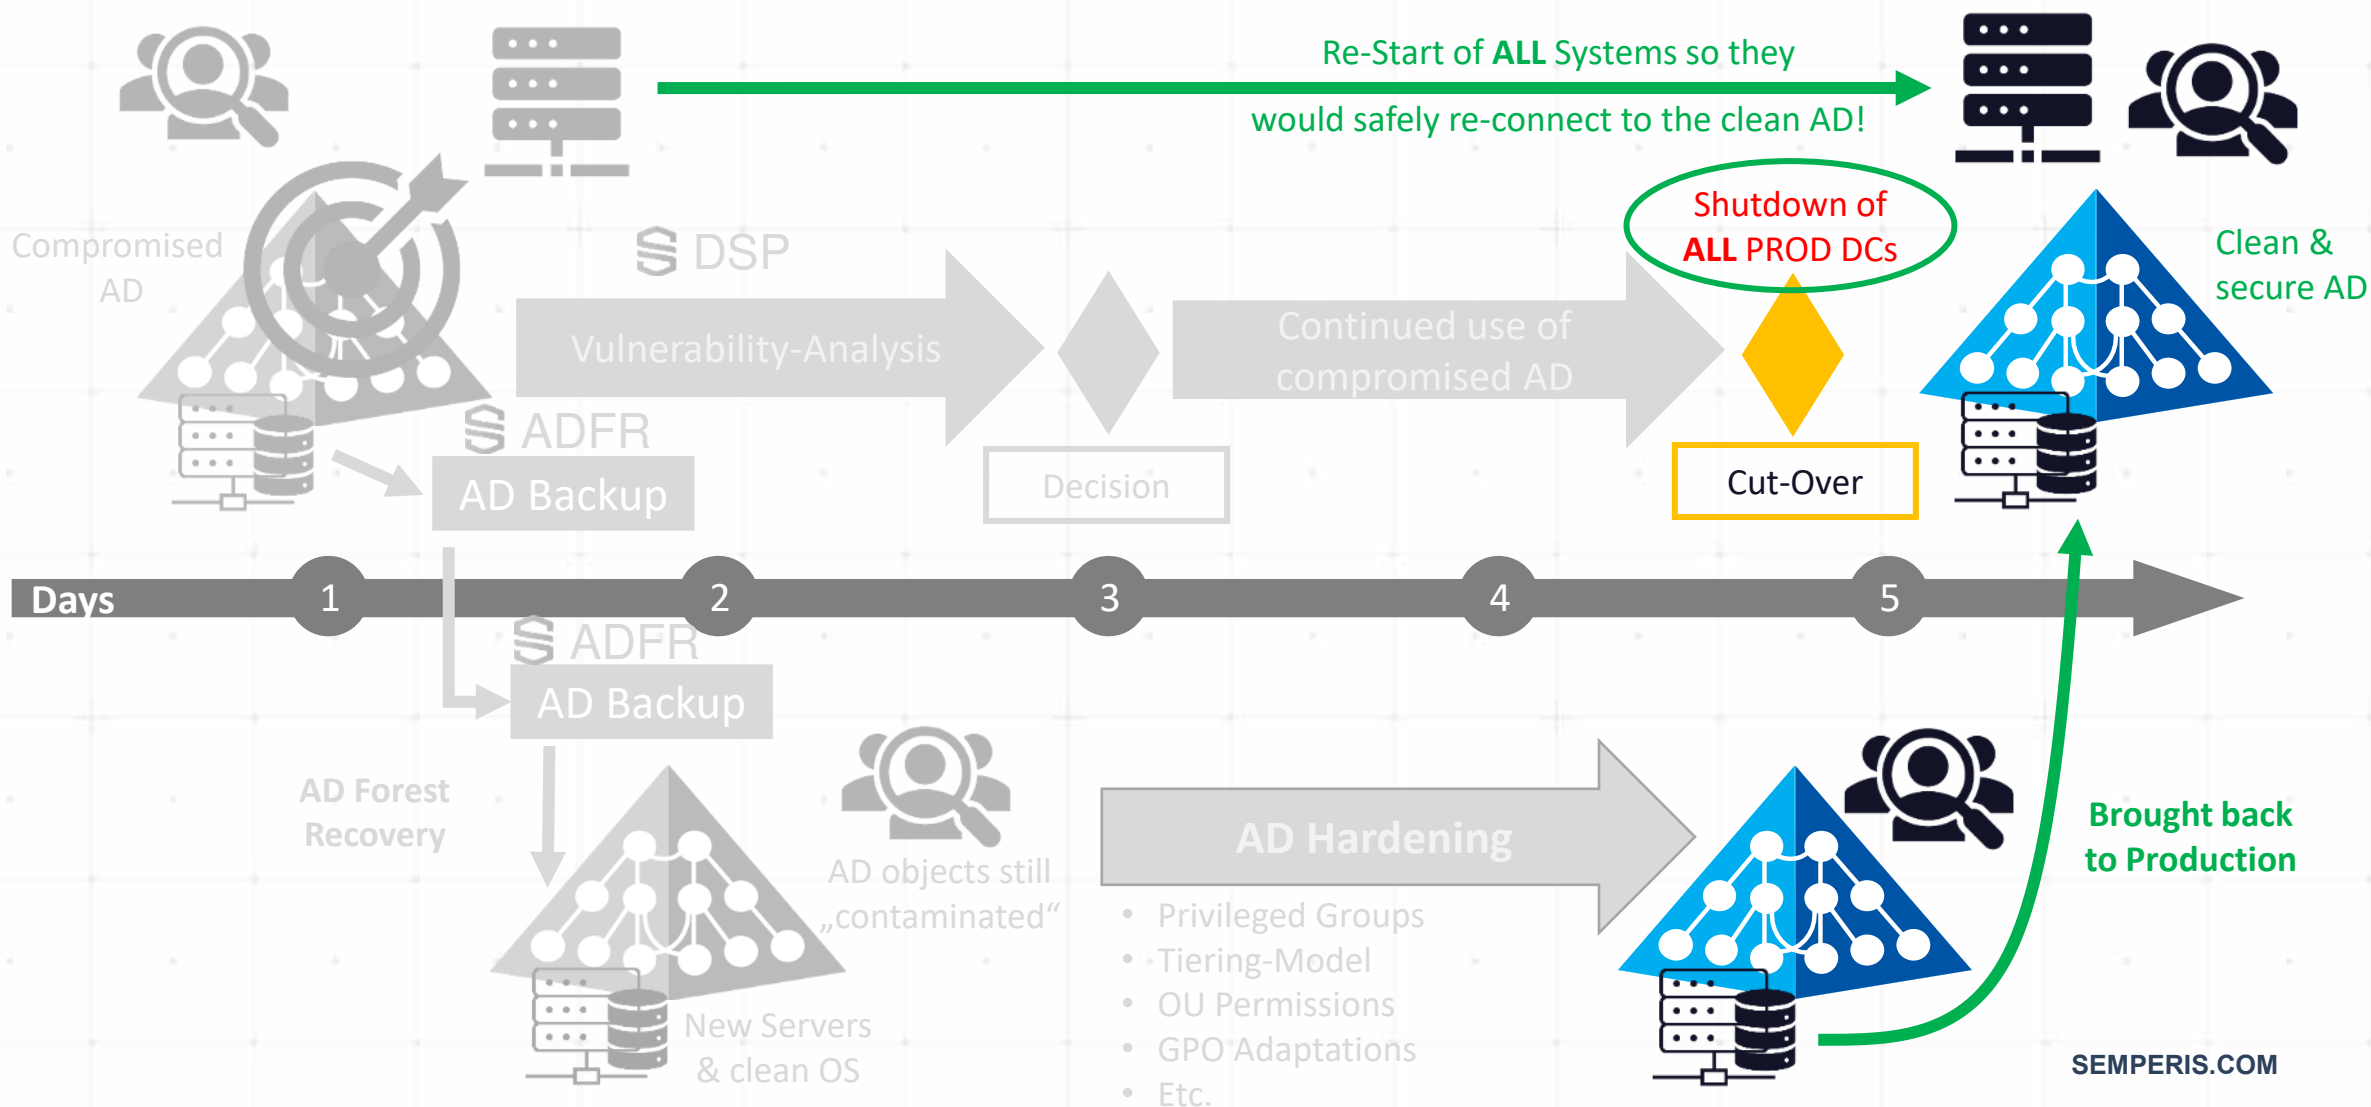 Re-Start of ALL Systems so they
would safely re-connect to the clean AD!
Shutdown of
ALL PROD DCs
Compromised
AD
DSP
Clean &
secure AD
Vulnerability-Analysis
Continued use of
compromised AD
ADFR
AD Backup
Decision
Cut-Over
Days
1
2
3
4
5
ADFR
AD Backup
AD Forest
Recovery
AD objects still
„contaminated“
AD Hardening
Brought back
to Production
• Privileged Groups
• Tiering-Model
• OU Permissions
• GPO Adaptations
• Etc.
New Servers
& clean OS
SEMPERIS.COM